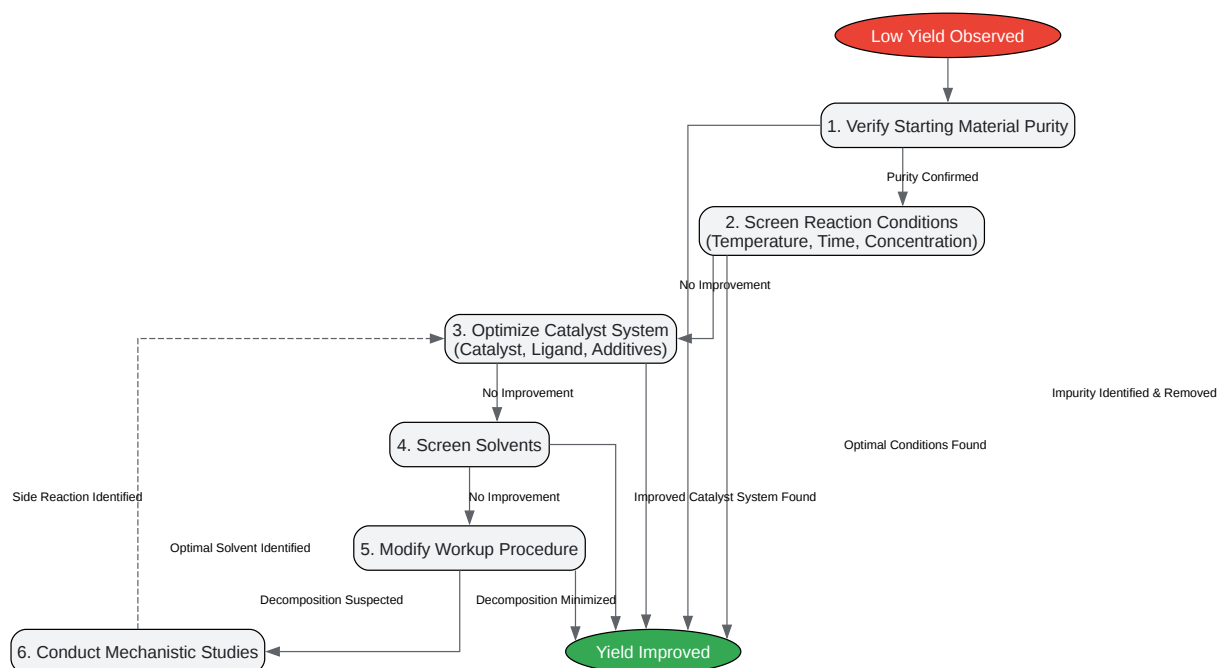 Low Yield Observed
1. Verify Starting Material Purity
Purity Confirmed
2. Screen Reaction Conditions
(Temperature, Time, Concentration)
No Improvement
3. Optimize Catalyst System
(Catalyst, Ligand, Additives)
No Improvement
Impurity Identified & Removed
4. Screen Solvents
Optimal Conditions Found
Side Reaction Identified
No Improvement
Improved Catalyst System Found
Optimal Solvent Identified
5. Modify Workup Procedure
Decomposition Suspected
Decomposition Minimized
6. Conduct Mechanistic Studies
Yield Improved